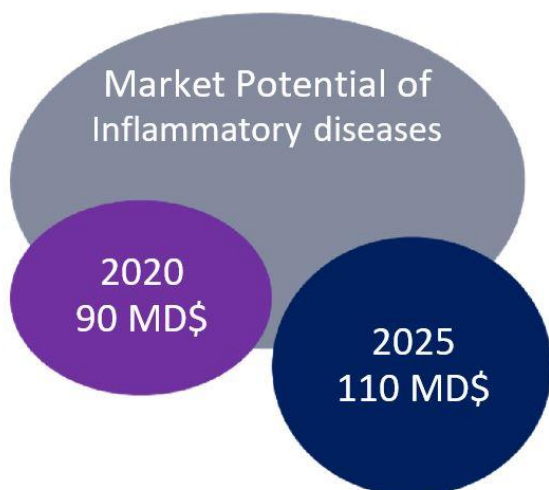 Market Potential of
Inflammatory diseases
2020
90 MD$
2025
110 MD$